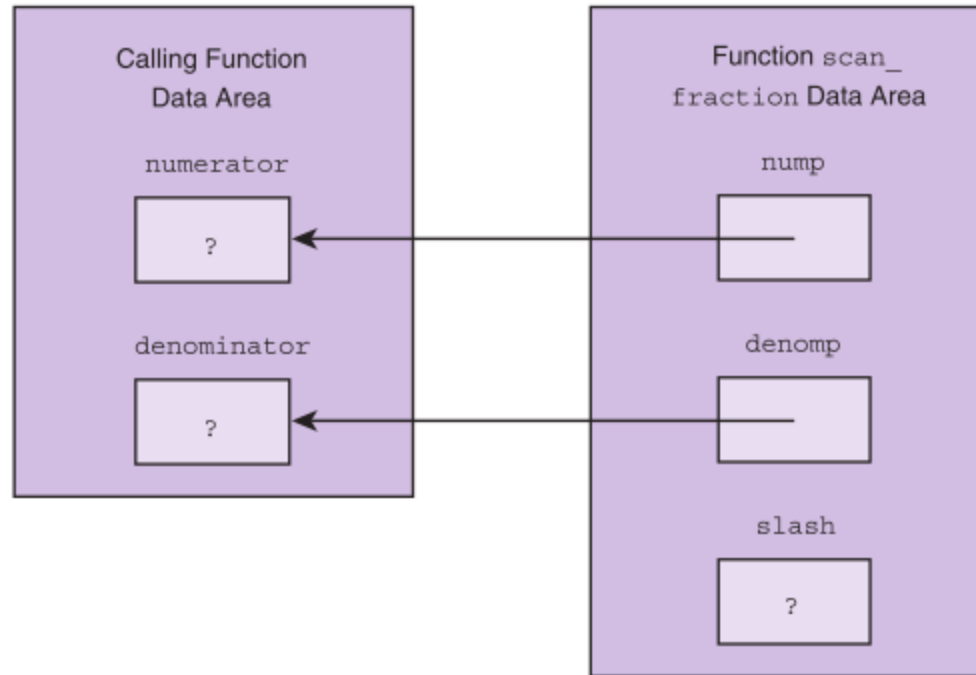 Calling Function
Data Area
numerator
?
denominator
?
Function scan_
fraction Data Area
nump
denomp
slash
?